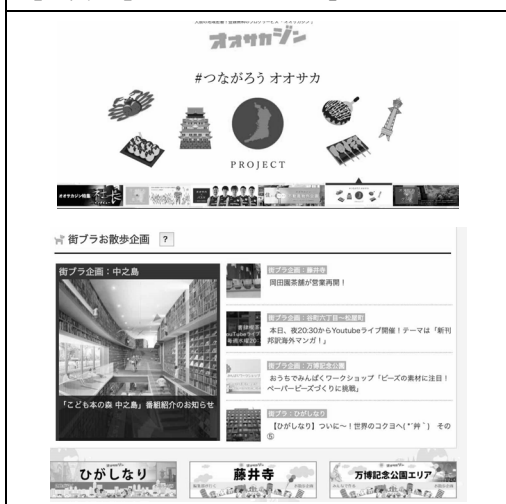 オオサカジン
#つながろう オオサカ
PROJECT
街ブラお散歩企画 ?
街ブラ企画：中之島
「こども本の森 中之島」番組紹介のお知らせ
街ブラ企画：藤井寺
岡田園茶舗が営業再開！
街ブラ企画：谷町六丁目〜松屋町
本日、夜20:30からYoutubeライブ開催！テーマは「新刊
邦訳海外マンガ！」
街ブラ企画：万博記念公園
おうちでみんぱくワークショップ「ビーズの素材に注目！
ペーパービーズづくりに挑戦」
街ブラ：ひがしなり
【ひがしなり】ついに〜！世界のコクヨへ( *´艸｀) その
⑤
ひがしなり
藤井寺
万博記念公園エリア